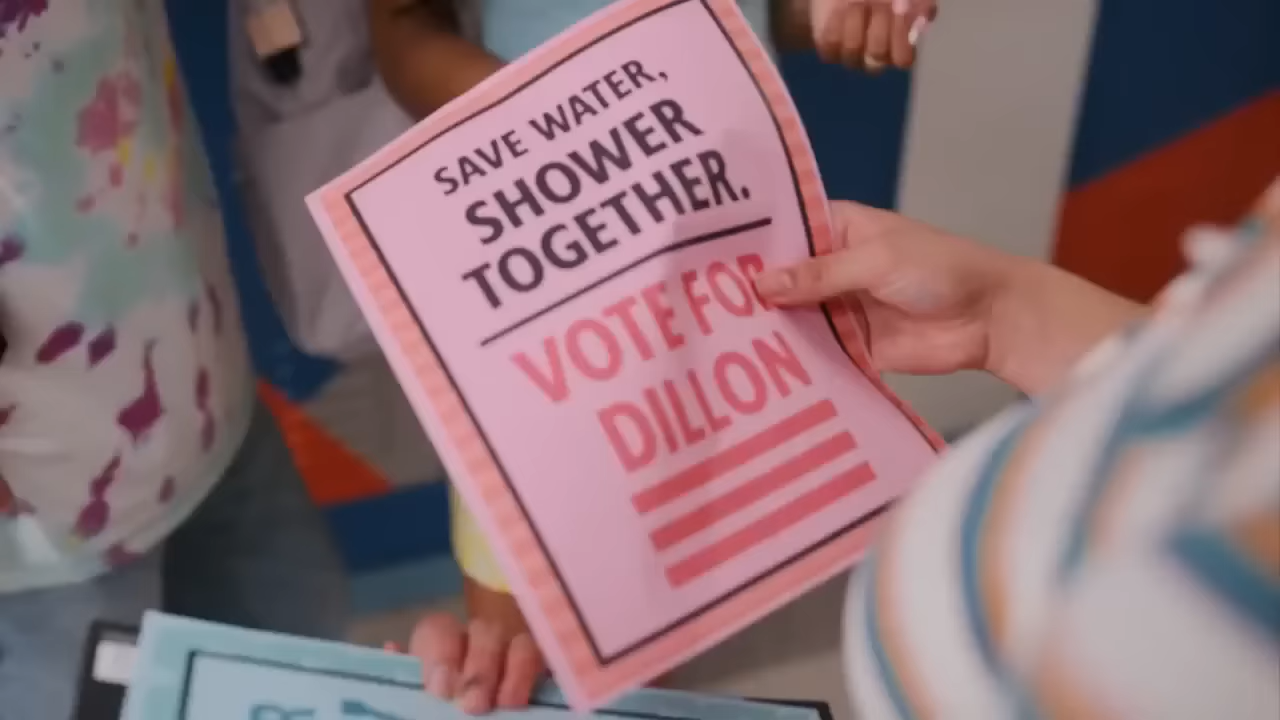 SAVE WATER,
SHOWER
TOGETHER.
VOTE FOR
DILLON